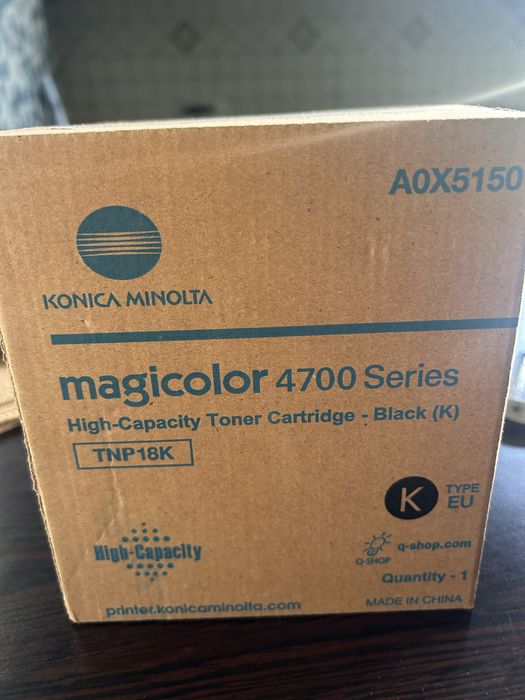 A0X5150
KONICA MINOLTA
magicolor 4700 Series
High-Capacity Toner Cartridge - Black (K)
TNP18K
K
TYPE
EU
High-Capacity
Q-SHOP
q-shop.com
Quantity - 1
printer.konicaminolta.com
MADE IN CHINA